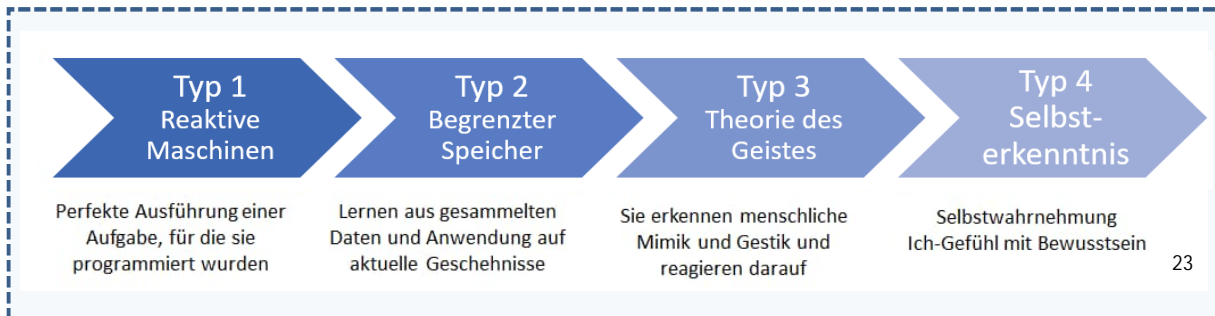 Typ 1
Reaktive
Maschinen
Perfekte Ausführung einer
Aufgabe, für die sie
programmiert wurden
Typ 2
Begrenzter
Speicher
Lernen aus gesammelten
Daten und Anwendung auf
aktuelle Geschehnisse
Typ 3
Theorie des
Geistes
Sie erkennen menschliche
Mimik und Gestik und
reagieren darauf
Typ 4
Selbst-
erkenntnis
Selbstwahrnehmung
Ich-Gefühl mit Bewusstsein
23